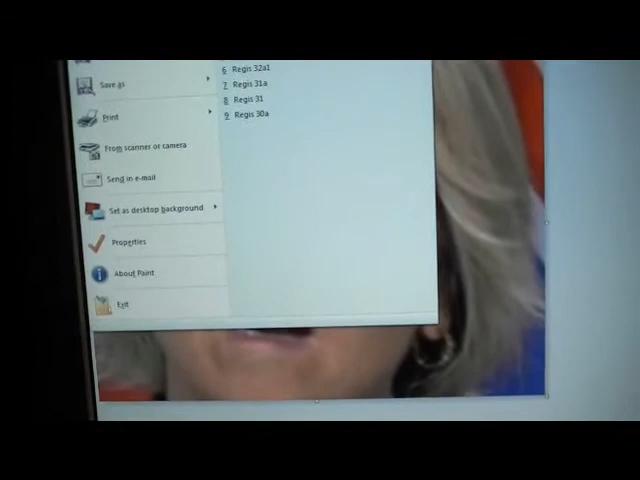 6 Regis 32a1
Save as
7 Regis 31a
8 Regis 31
Print
9 Regis 30a
From scanner or camera
Send in e-mail
Set as desktop background
Properties
About Paint
Exit